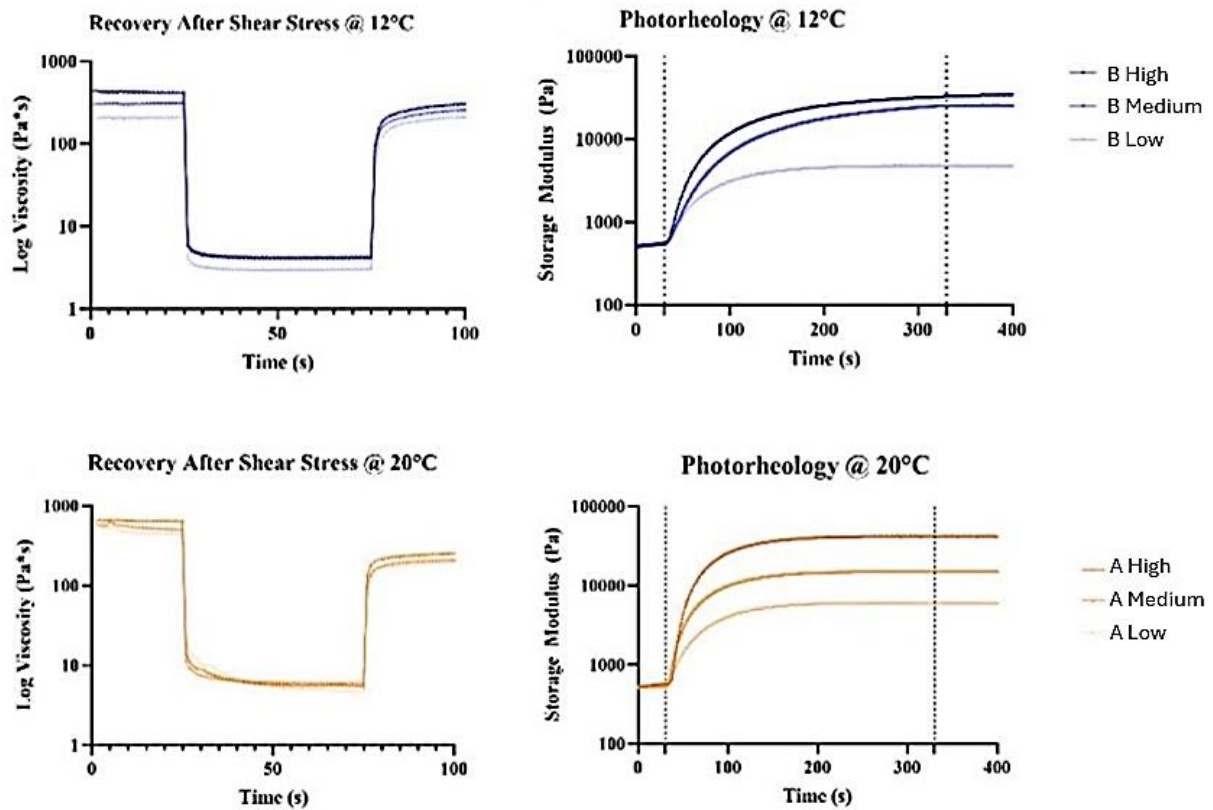 Recovery After Shear Stress @ 12°C
1000
100
10
1
Log Viscosity (Pa*s)
0
50
100
Time (s)
Photorheology @ 12°C
100000
10000
1000
100
Storage Modulus (Pa)
0
100
200
300
400
Time (s)
B High
B Medium
B Low
Recovery After Shear Stress @ 20°C
1000
100
10
1
Log Viscosity (Pa*s)
0
50
100
Time (s)
Photorheology @ 20°C
100000
10000
1000
100
Storage Modulus (Pa)
0
100
200
300
400
Time (s)
A High
A Medium
A Low